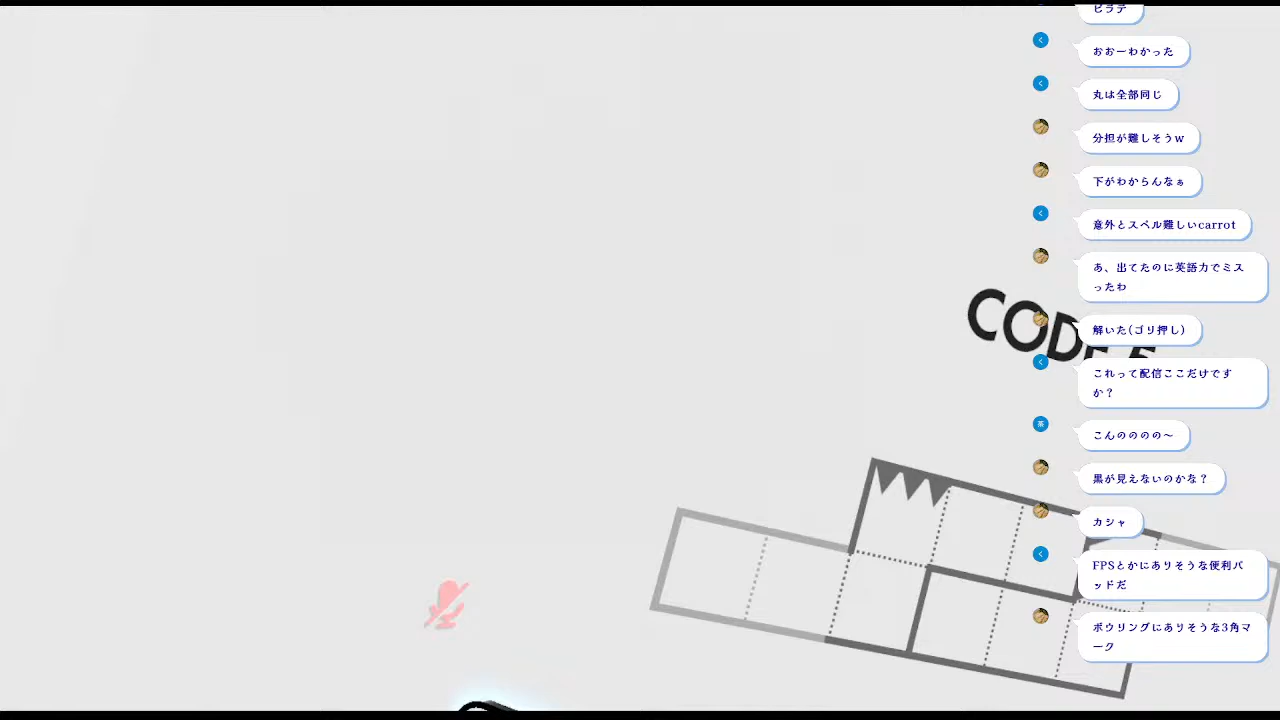 ピラテ
おおーわかった
丸は全部同じ
分担が難しそうw
下がわからんなぁ
意外とスペル難しいcarrot
あ、出てたのに英語力でミス
ったわ
解いた(ゴリ押し)
これって配信ここだけです
か？
茶
こんのののの〜
黒が見えないのかな？
カシャ
FPSとかにありそうな便利パ
ッドだ
ボウリングにありそうな3角マ
ーク
CODE